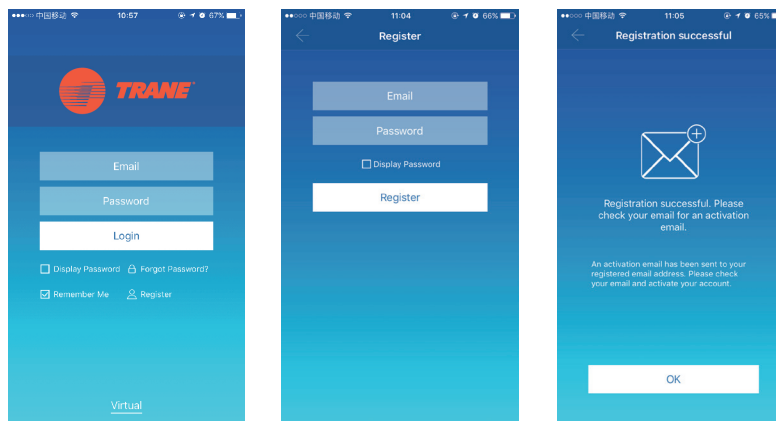 中国移动 10:57 67%
TRANE
Email
Password
Login
Display Password Forgot Password?
Remember Me Register
Virtual
中国移动 11:04 66%
Register
Email
Password
Display Password
Register
中国移动 11:05 65%
Registration successful
Registration successful. Please
check your email for an activation
email.
An activation email has been sent to your
registered email address. Please check
your email and activate your account.
OK